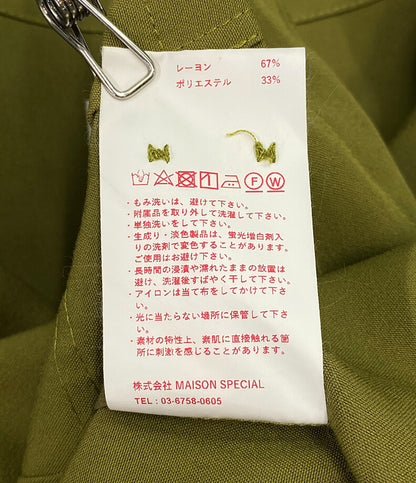 レーヨン 67%
ポリエステル 33%
F W
・もみ洗いは、避けて下さい。
・附属品を取り外して洗濯して下さい。
・単独洗いをして下さい。
・生成り・淡色製品は、蛍光増白剤入
りの洗剤で変色することがあります。
ご使用はお避け下さい。
・長時間の浸漬や濡れたままの放置は
避け、洗濯後すばやく干して下さい。
・アイロンは当て布をしてかけて下さ
い。
・光に当たらない場所に保管して下さ
い。
・素材の特性上、素肌に直接触れる箇
所に刺激を感じることがあります。
株式会社 MAISON SPECIAL
TEL : 03-6758-0605